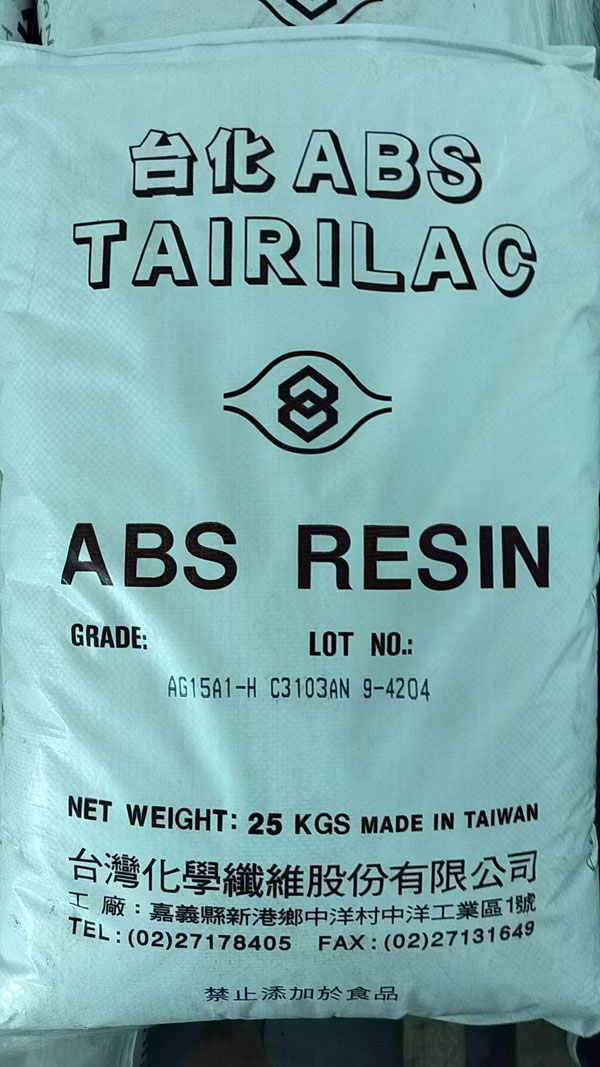 台化 ABS
TAIRILAC
ABS RESIN
GRADE: LOT NO.:
AG15A1-H C3103AN 9-4204
NET WEIGHT: 25 KGS MADE IN TAIWAN
台灣化學纖維股份有限公司
工廠：嘉義縣新港鄉中洋村中洋工業區1號
TEL:(02)27178405 FAX:(02)27131649
禁止添加於食品